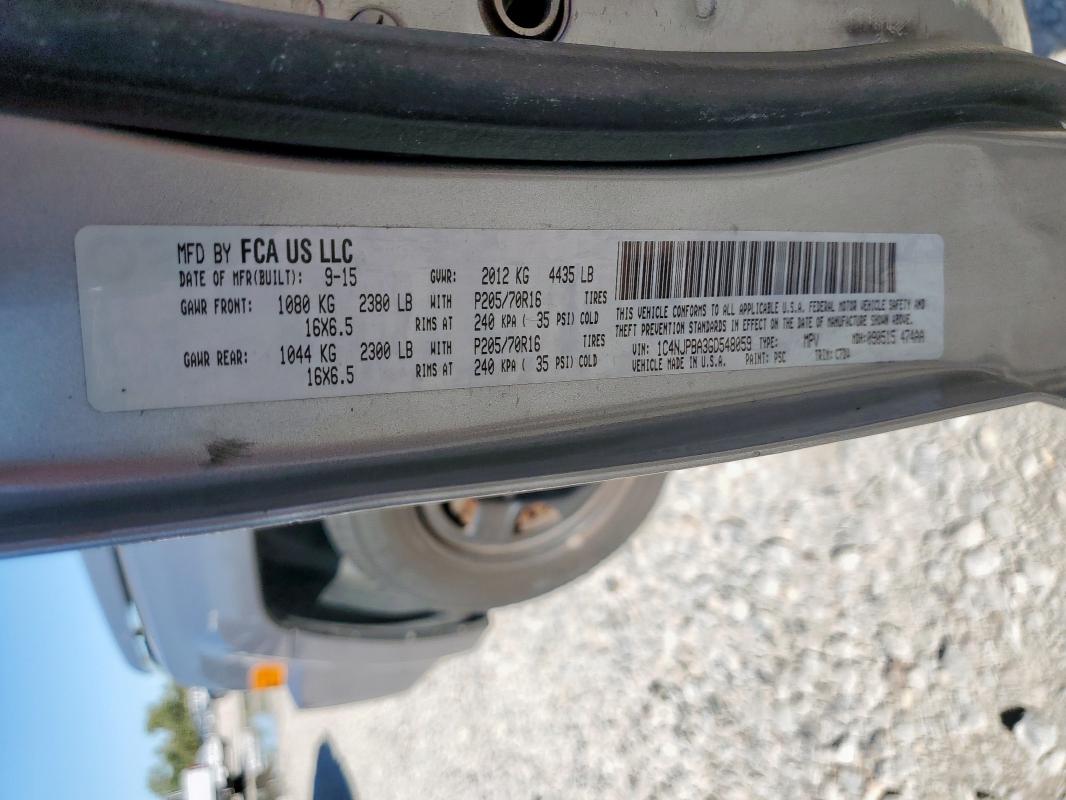 MFD BY FCA US LLC
DATE OF MFR(BUILT): 9-15 GVWR: 2012 KG 4435 LB
GAWR FRONT: 1080 KG 2380 LB WITH P205/70R16 TIRES
16X6.5 RIMS AT 240 KPA ( 35 PSI) COLD
GAWR REAR: 1044 KG 2300 LB WITH P205/70R16 TIRES
16X6.5 RIMS AT 240 KPA ( 35 PSI) COLD
THIS VEHICLE CONFORMS TO ALL APPLICABLE U.S.A. FEDERAL MOTOR VEHICLE SAFETY AND
THEFT PREVENTION STANDARDS IN EFFECT ON THE DATE OF MANUFACTURE SHOWN ABOVE.
VIN: 1C4NJPBA3GD548059 TYPE: MPV MDH:090515 474AA
VEHICLE MADE IN U.S.A. PAINT: PSC TRIM: